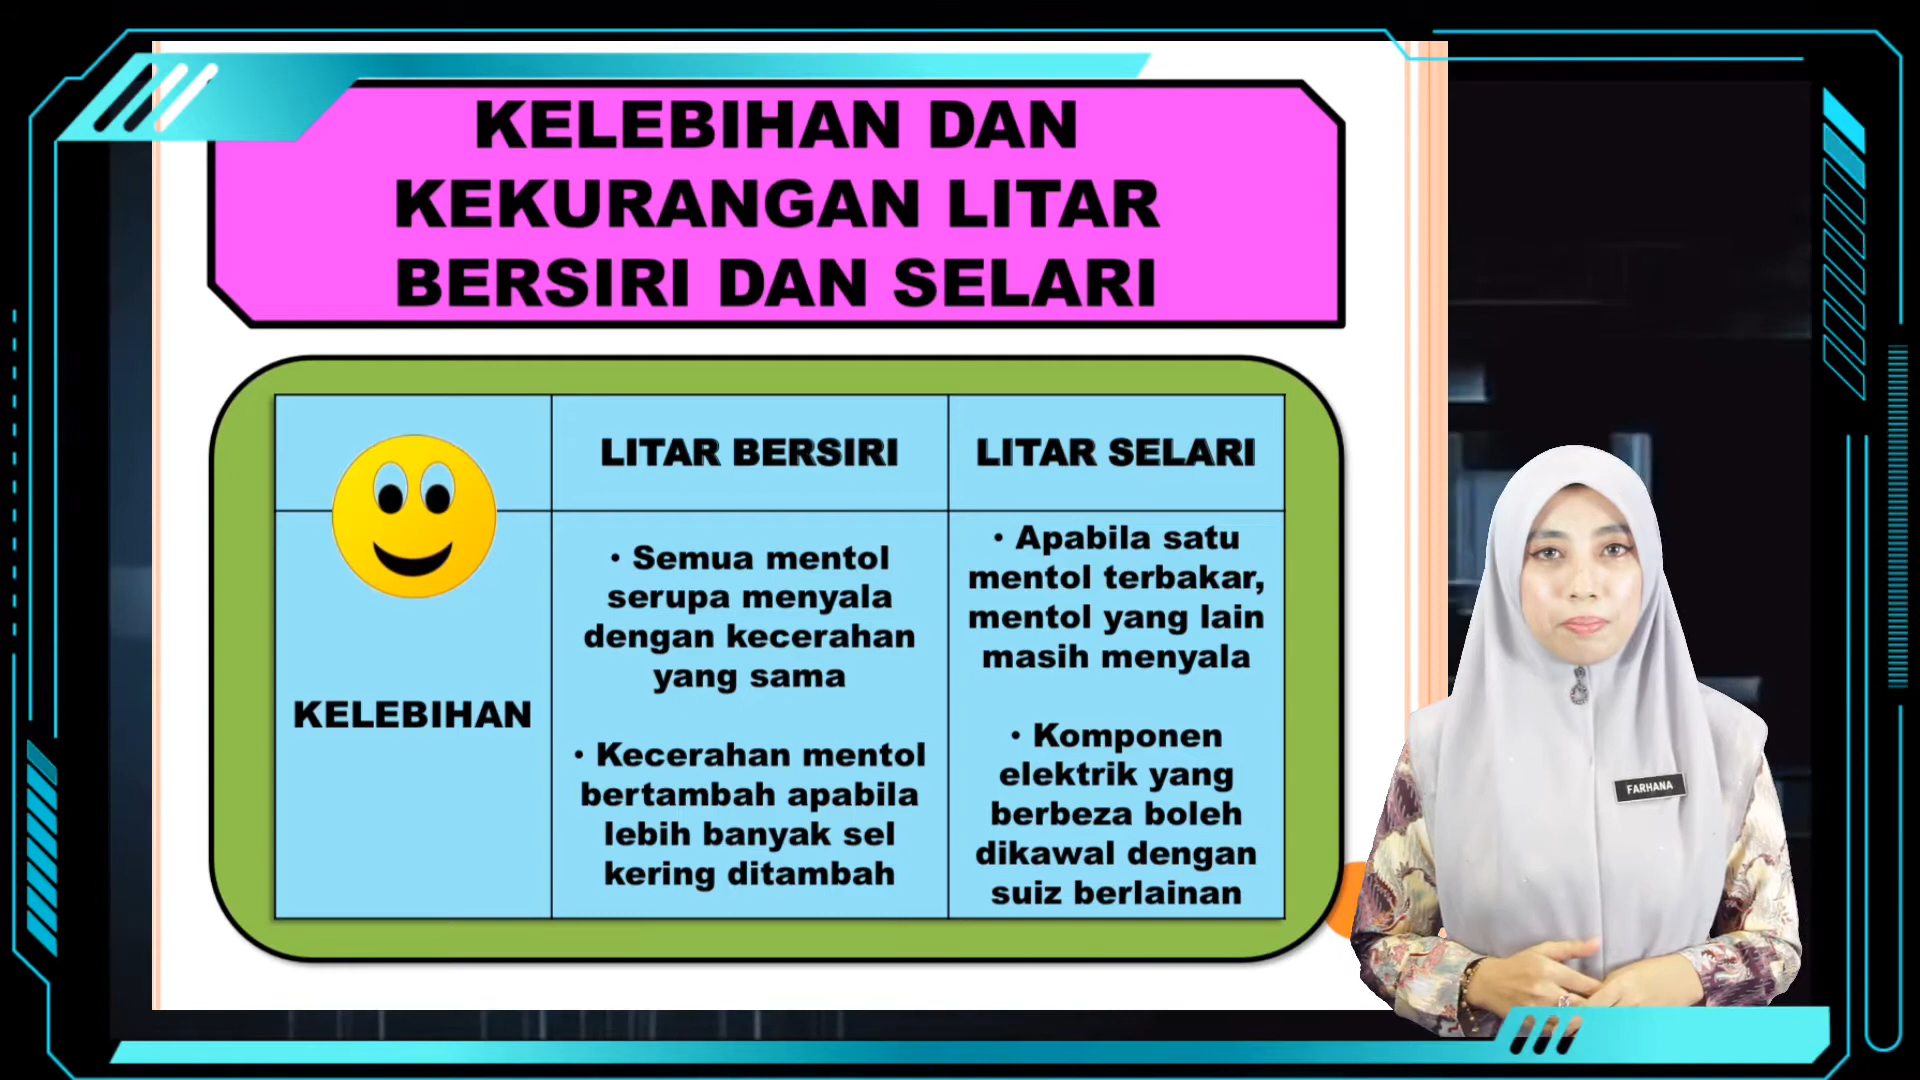 KELEBIHAN DAN
KEKURANGAN LITAR
BERSIRI DAN SELARI
LITAR BERSIRI
LITAR SELARI
KELEBIHAN
• Semua mentol
serupa menyala
dengan kecerahan
yang sama
• Kecerahan mentol
bertambah apabila
lebih banyak sel
kering ditambah
• Apabila satu
mentol terbakar,
mentol yang lain
masih menyala
• Komponen
elektrik yang
berbeza boleh
dikawal dengan
suiz berlainan
FARHANA